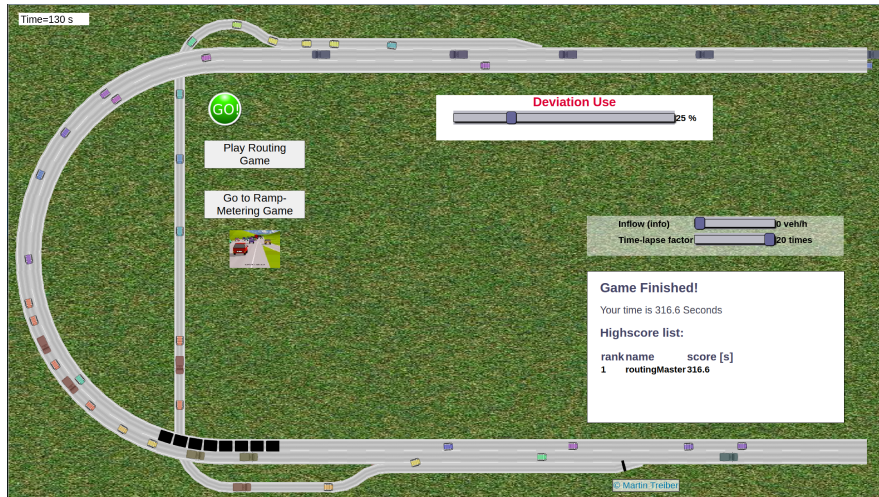 Time=130 s
GO!
Deviation Use
25 %
Play Routing
Game
Go to Ramp-
Metering Game
Inflow (info) 0 veh/h
Time-lapse factor 20 times
Game Finished!
Your time is 316.6 Seconds
Highscore list:
rank name score [s]
1 routingMaster 316.6
© Martin Treiber